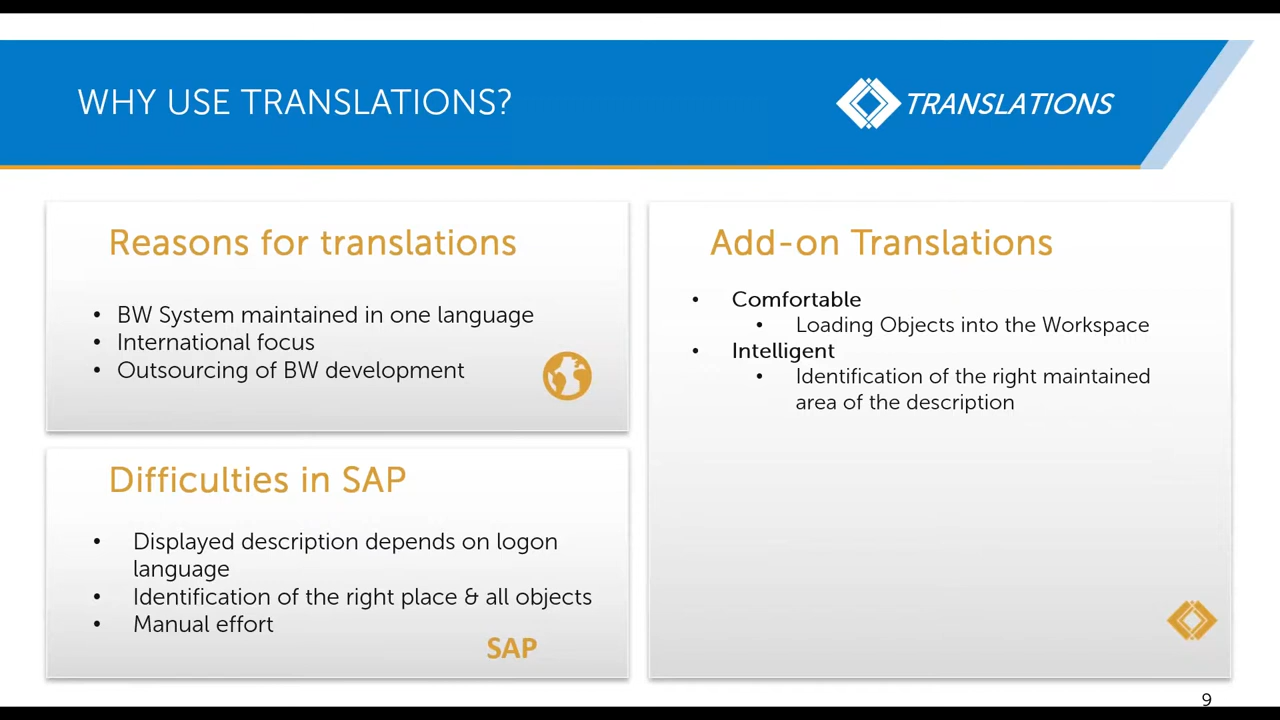 WHY USE TRANSLATIONS?
TRANSLATIONS
Reasons for translations
• BW System maintained in one language
• International focus
• Outsourcing of BW development
Difficulties in SAP
• Displayed description depends on logon
language
• Identification of the right place & all objects
• Manual effort
SAP
Add-on Translations
• Comfortable
• Loading Objects into the Workspace
• Intelligent
• Identification of the right maintained
area of the description
9